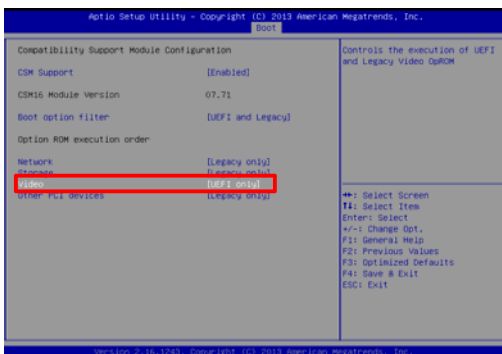 Aptio Setup Utility - Copyright (C) 2013 American Megatrends, Inc.
Boot
Compatibility Support Module Configuration
CSM Support [Enabled]
CSM16 Module Version 07.71
Boot option filter [UEFI and Legacy]
Option ROM execution order
Network [Legacy only]
Storage [Legacy only]
Video [UEFI only]
Other PCI devices [Legacy only]
Controls the execution of UEFI
and Legacy Video OpROM
↔: Select Screen
↑↓: Select Item
Enter: Select
+/-: Change Opt.
F1: General Help
F2: Previous Values
F3: Optimized Defaults
F4: Save & Exit
ESC: Exit
Version 2.16.1243. Copyright (C) 2013 American Megatrends, Inc.